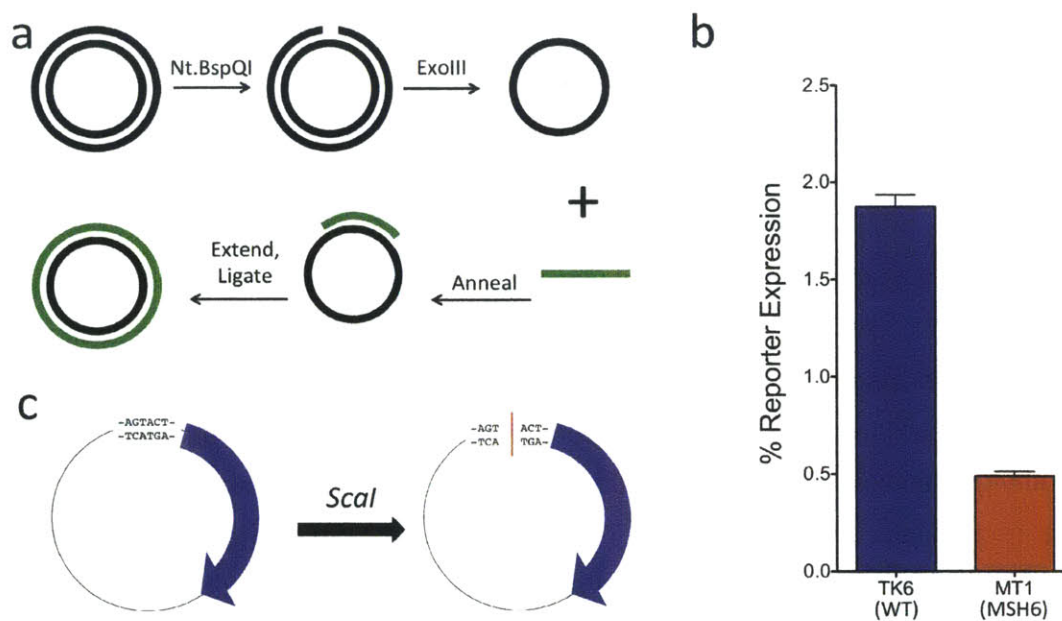 a
Nt.BspQI
ExoIII
+
Extend,
Ligate
Anneal
b
2.5
2.0
1.5
1.0
0.5
0.0
% Reporter Expression
TK6
(WT)
MT1
(MSH6)
c
-AGTACT-
-TCATGA-
ScaI
-AGT ACT-
-TCA TGA-